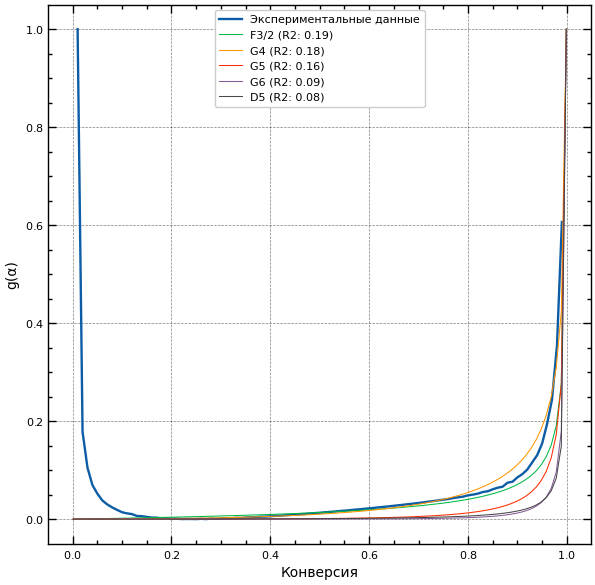 Экспериментальные данные
F3/2 (R2: 0.19)
G4 (R2: 0.18)
G5 (R2: 0.16)
G6 (R2: 0.09)
D5 (R2: 0.08)
g(α)
1.0
0.8
0.6
0.4
0.2
0.0
0.0 0.2 0.4 0.6 0.8 1.0
Конверсия